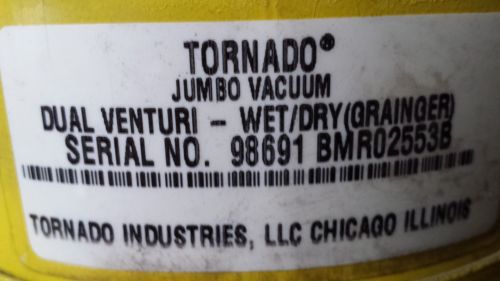 TORNADO®
JUMBO VACUUM
DUAL VENTURI - WET/DRY(GRAINGER)
SERIAL NO. 98691 BMR02553B
TORNADO INDUSTRIES, LLC CHICAGO ILLINOIS